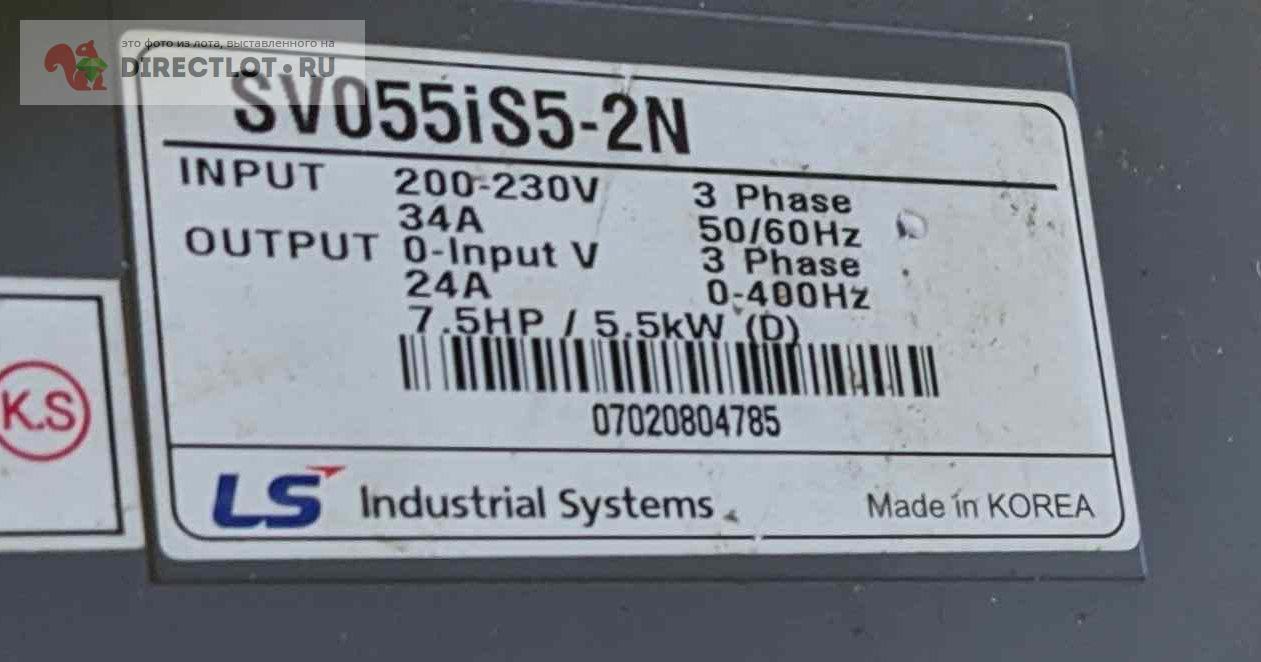 это фото из лота, выставленного на
DIRECTLOT.RU
SV055iS5-2N
INPUT 200-230V 3 Phase
34A 50/60Hz
OUTPUT 0-Input V 3 Phase
24A 0-400Hz
7.5HP / 5.5kW (D)
07020804785
K.S
LS Industrial Systems Made in KOREA